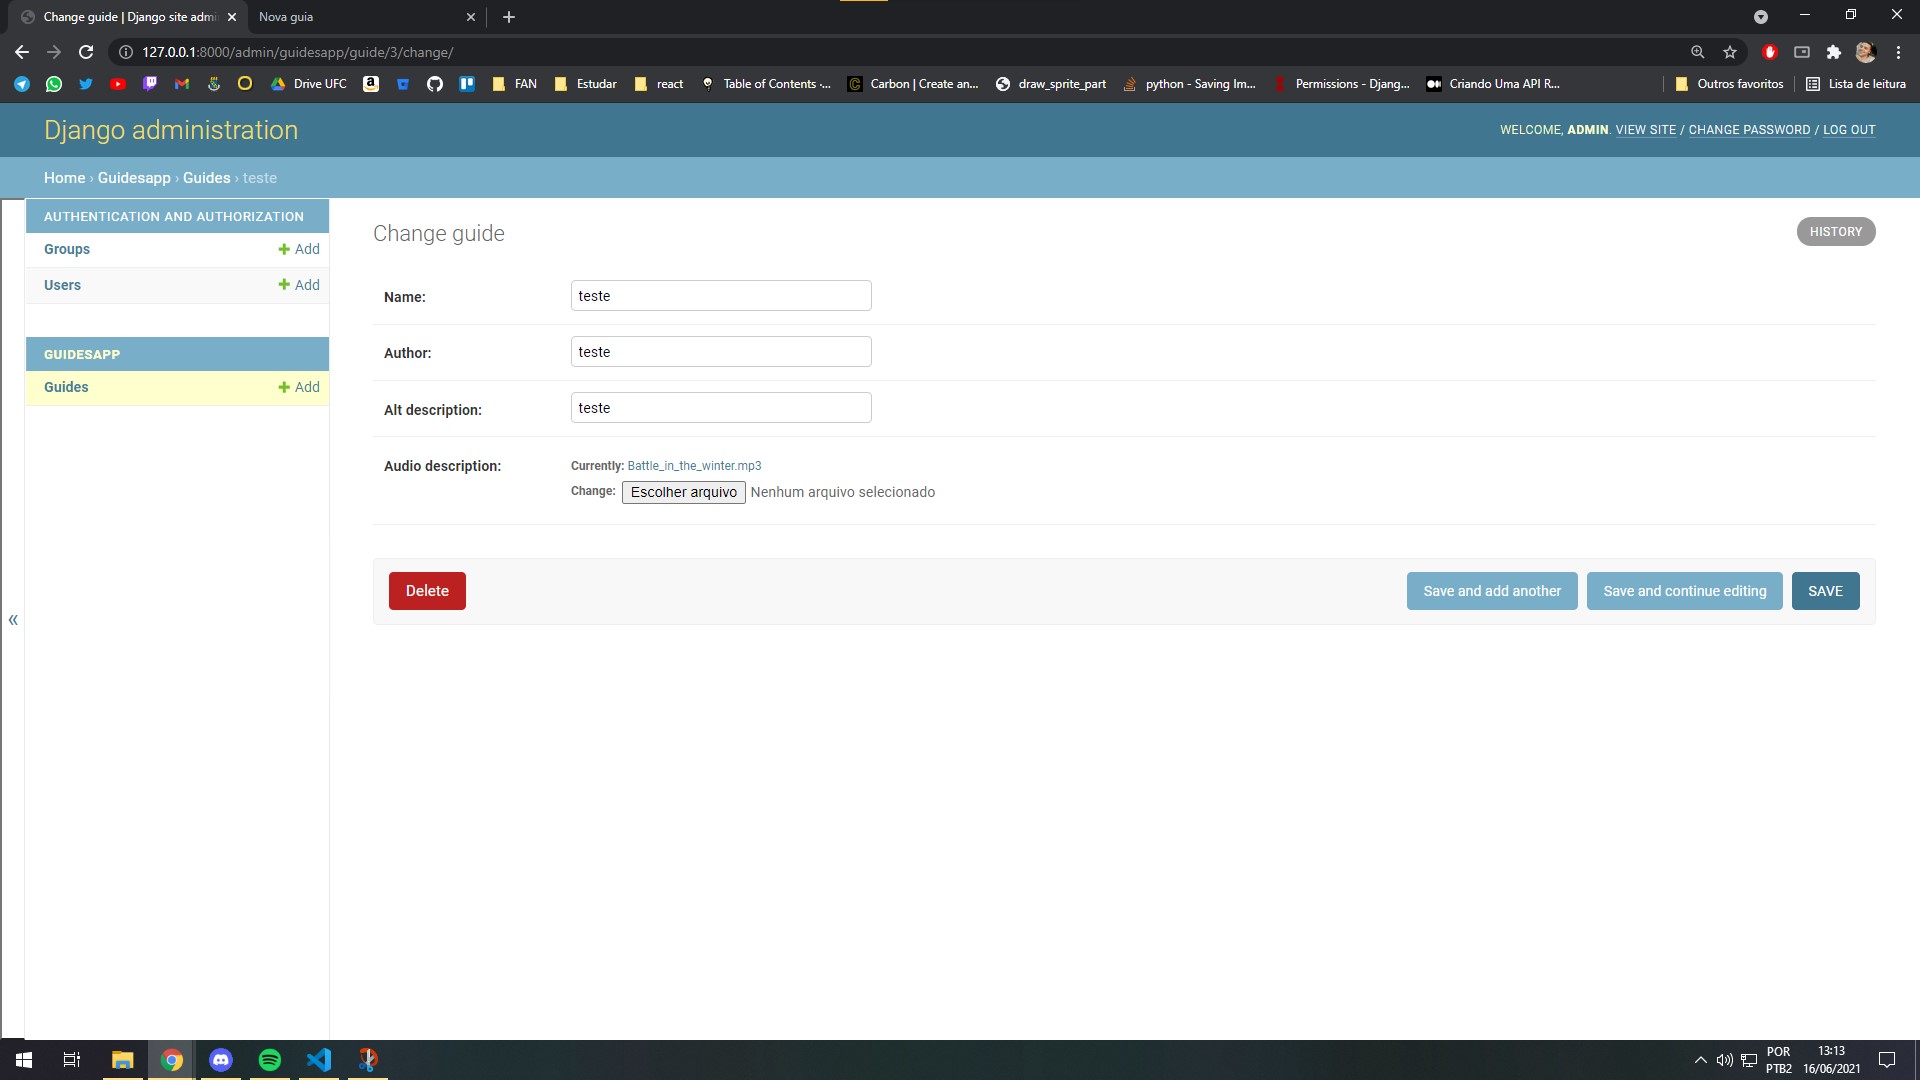 Change guide | Django site admi
Nova guia
127.0.0.1:8000/admin/guidesapp/guide/3/change/
Drive UFC
FAN
Estudar
react
Table of Contents -...
Carbon | Create an...
draw_sprite_part
python - Saving Im...
Permissions - Djang...
Criando Uma API R...
Outros favoritos
Lista de leitura
Django administration
WELCOME, ADMIN. VIEW SITE / CHANGE PASSWORD / LOG OUT
Home › Guidesapp › Guides › teste
AUTHENTICATION AND AUTHORIZATION
Groups
+ Add
Users
+ Add
GUIDESAPP
Guides
+ Add
«
Change guide
HISTORY
Name:
teste
Author:
teste
Alt description:
teste
Audio description:
Currently: Battle_in_the_winter.mp3
Change: Escolher arquivo Nenhum arquivo selecionado
Delete
Save and add another
Save and continue editing
SAVE
POR
PTB2
13:13
16/06/2021